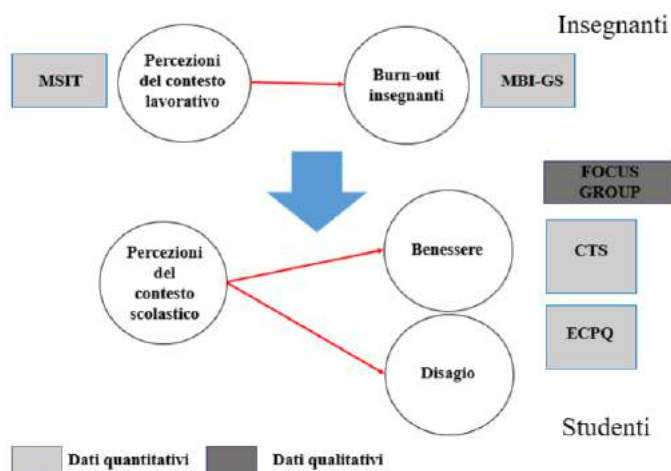 Insegnanti
MSIT
Percezioni
del contesto
lavorativo
Burn-out
insegnanti
MBI-GS
FOCUS
GROUP
Percezioni
del
contesto
scolastico
Benessere
CTS
ECPQ
Disagio
Studenti
Dati quantitativi
Dati qualitativi